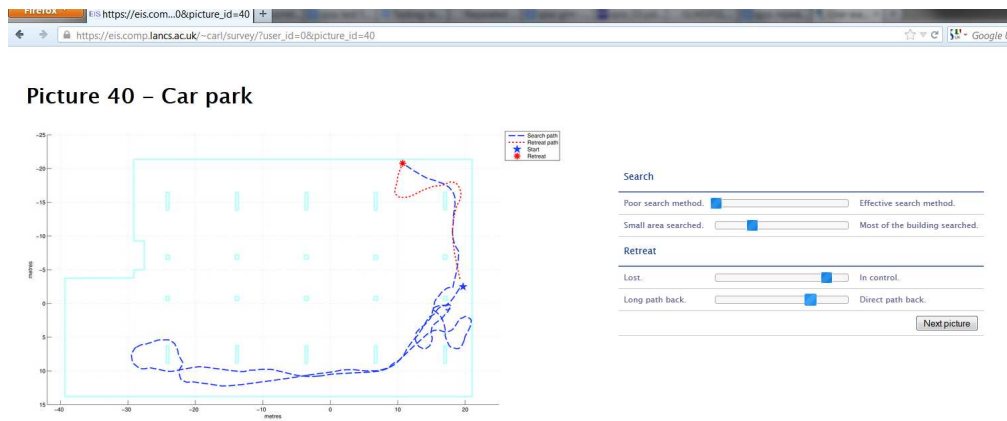 Firefox
EIS https://eis.com...0&picture_id=40 +
https://eis.comp.lancs.ac.uk/~carl/survey/?user_id=0&picture_id=40
Google
Picture 40 – Car park
Search path
Retreat path
Start
Retreat
-25
-20
-15
-10
-5
0
5
10
15
metres
-40 -30 -20 -10 0 10 20
metres
Search
Poor search method. Effective search method.
Small area searched. Most of the building searched.
Retreat
Lost. In control.
Long path back. Direct path back.
Next picture